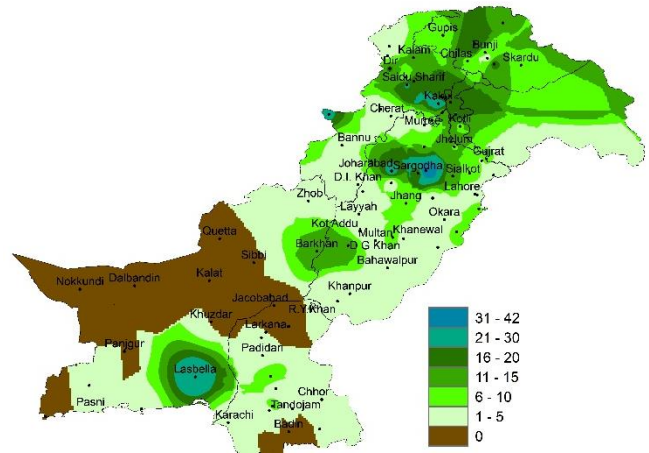 Gupis
Bunji
Kalam
Chilas
Skardu
Dir
Saidu Sharif
Kakul
Cherat
Murree
Kotli
Bannu
Jhelum
Gujrat
Joharabad
Sargodha
Sialkot
D.I. Khan
Zhob
Lahore
Jhang
Layyah
Okara
Kot Addu
Quetta
Multan
Khanewal
Barkhan
D G Khan
Sibbi
Bahawalpur
Nokkundi
Dalbandin
Kalat
Khanpur
Jacobabad
R.Y.Khan
Khuzdar
Larkana
Panjgur
Padidan
Lasbella
Pasni
Chhor
Tandojam
Karachi
Badin
31 - 42
21 - 30
16 - 20
11 - 15
6 - 10
1 - 5
0